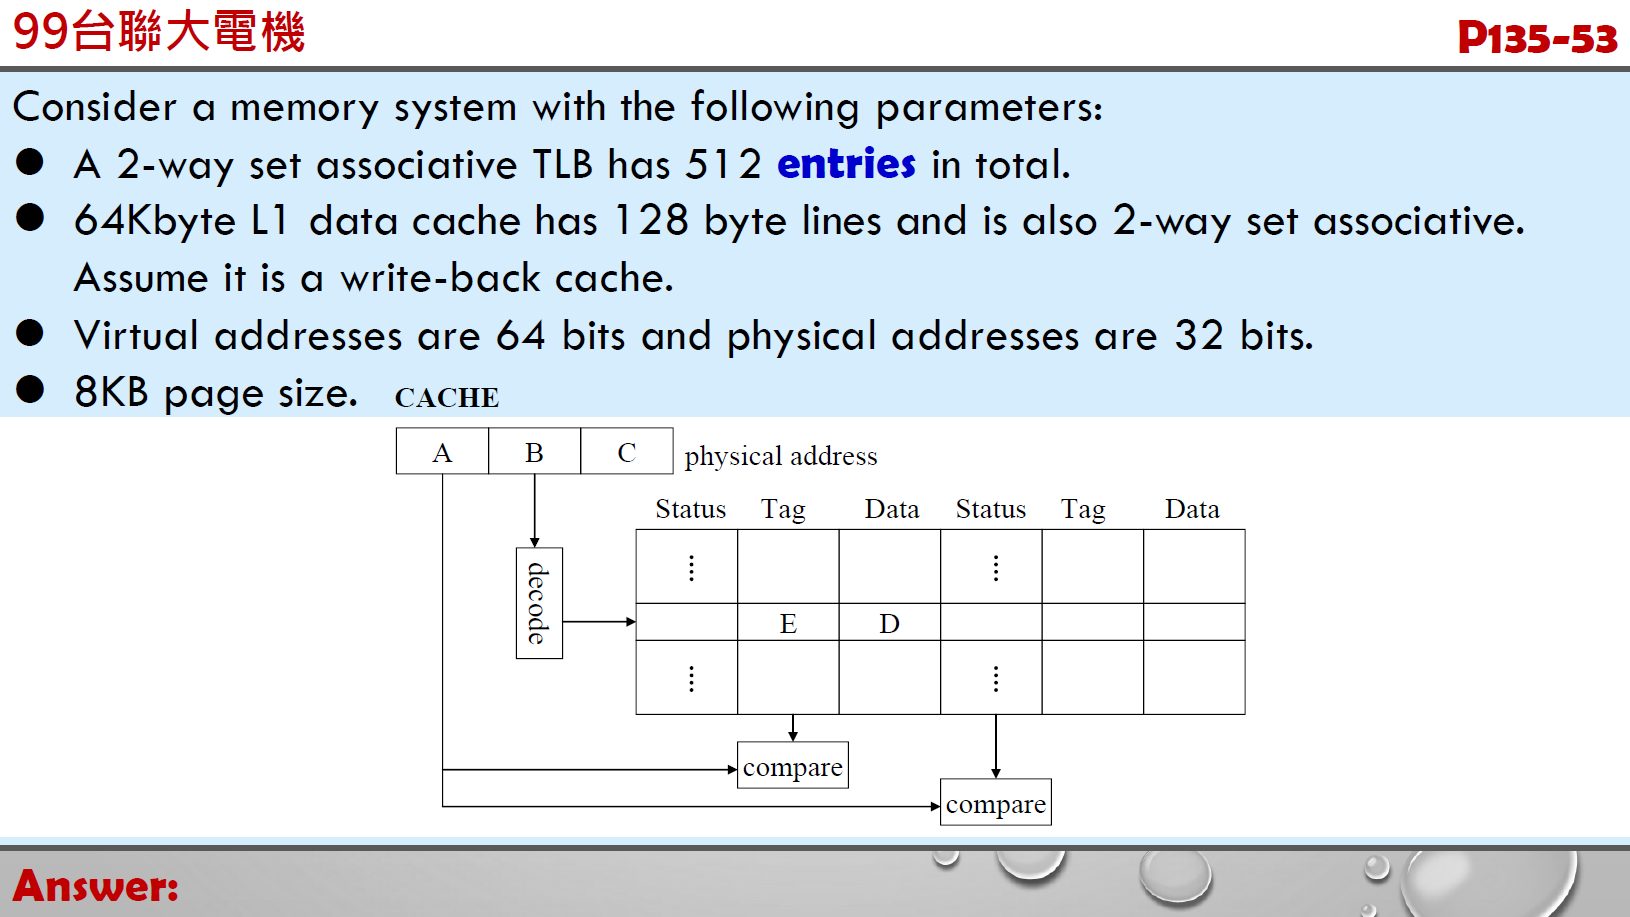 99台聯大電機
P135-53
Consider a memory system with the following parameters:
● A 2-way set associative TLB has 512 entries in total.
● 64Kbyte L1 data cache has 128 byte lines and is also 2-way set associative.
Assume it is a write-back cache.
● Virtual addresses are 64 bits and physical addresses are 32 bits.
● 8KB page size.
CACHE
A B C physical address
Status Tag Data Status Tag Data
decode
E D
compare
compare
Answer: